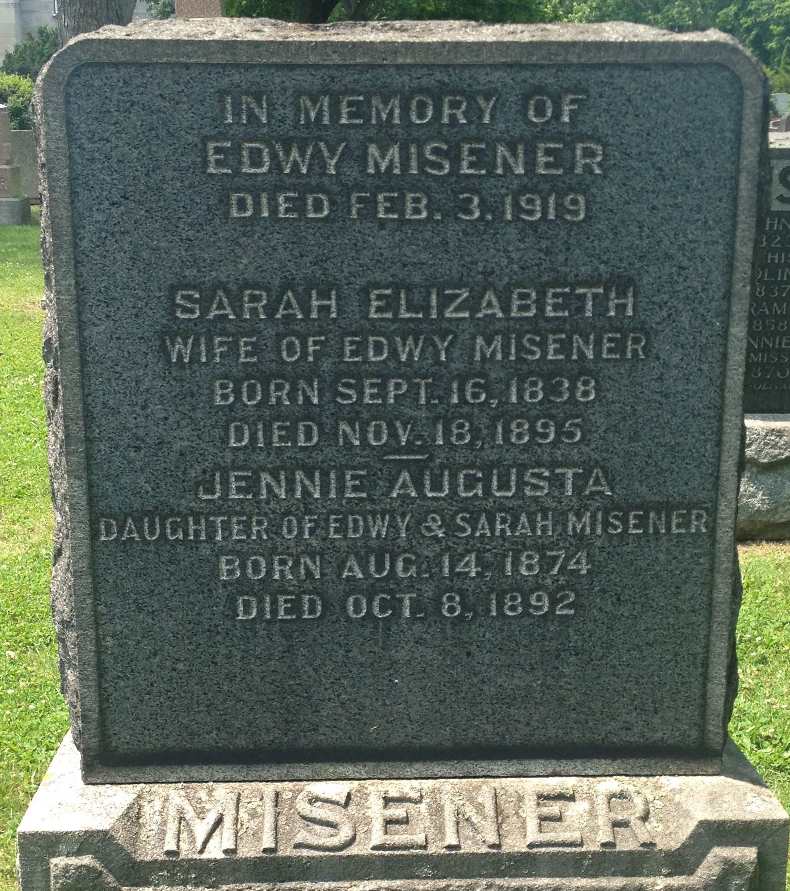 IN MEMORY OF
EDWY MISENER
DIED FEB. 3. 1919
SARAH ELIZABETH
WIFE OF EDWY MISENER
BORN SEPT. 16, 1838
DIED NOV. 18, 1895
JENNIE AUGUSTA
DAUGHTER OF EDWY & SARAH MISENER
BORN AUG. 14, 1874
DIED OCT. 8, 1892
MISENER